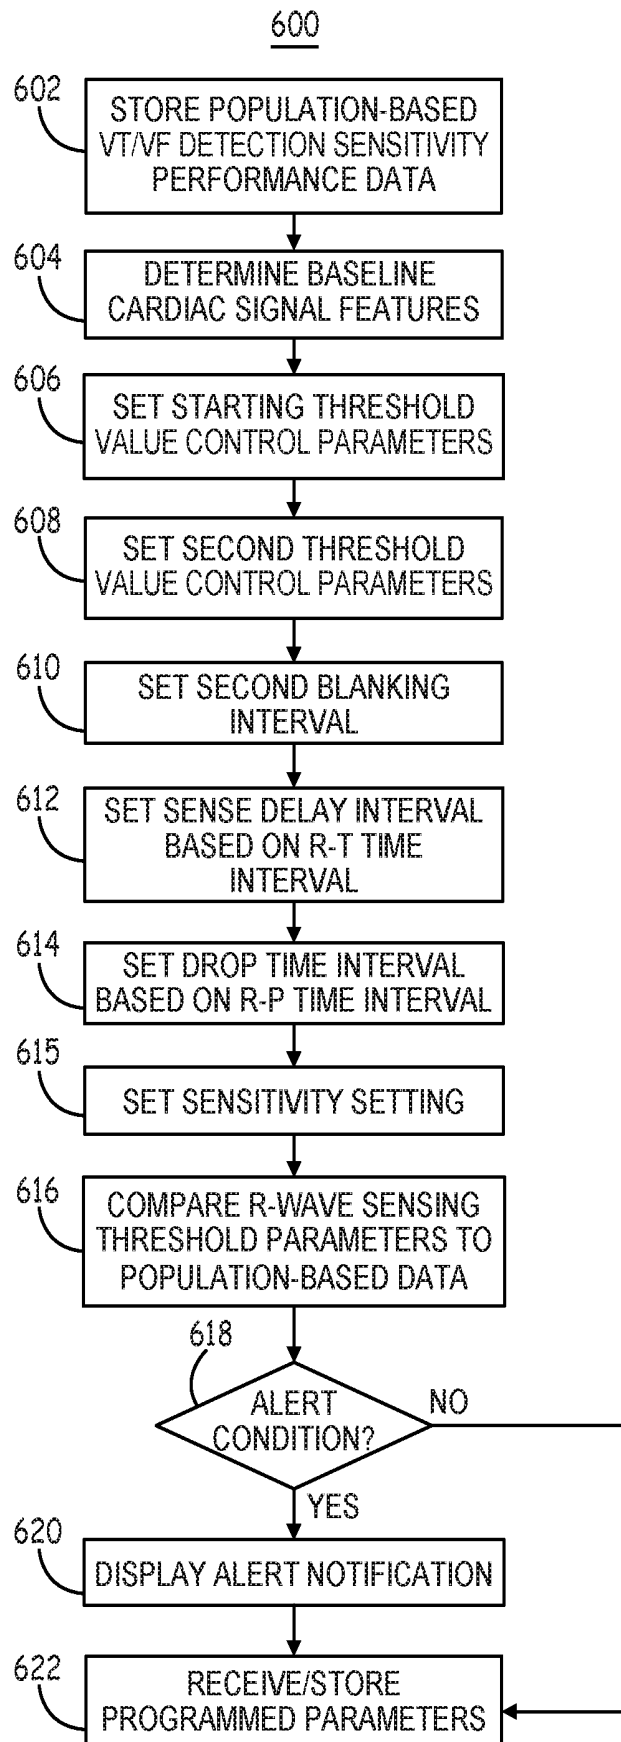 600
602
STORE POPULATION-BASED
VT/VF DETECTION SENSITIVITY
PERFORMANCE DATA
604
DETERMINE BASELINE
CARDIAC SIGNAL FEATURES
606
SET STARTING THRESHOLD
VALUE CONTROL PARAMETERS
608
SET SECOND THRESHOLD
VALUE CONTROL PARAMETERS
610
SET SECOND BLANKING
INTERVAL
612
SET SENSE DELAY INTERVAL
BASED ON R-T TIME
INTERVAL
614
SET DROP TIME INTERVAL
BASED ON R-P TIME INTERVAL
615
SET SENSITIVITY SETTING
616
COMPARE R-WAVE SENSING
THRESHOLD PARAMETERS TO
POPULATION-BASED DATA
618
ALERT
CONDITION?
NO
YES
620
DISPLAY ALERT NOTIFICATION
622
RECEIVE/STORE
PROGRAMMED PARAMETERS